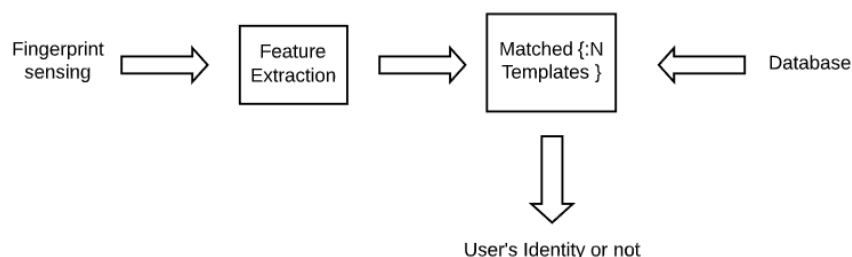 Fingerprint
sensing
Feature
Extraction
Matched {:N
Templates }
Database
User's Identity or not